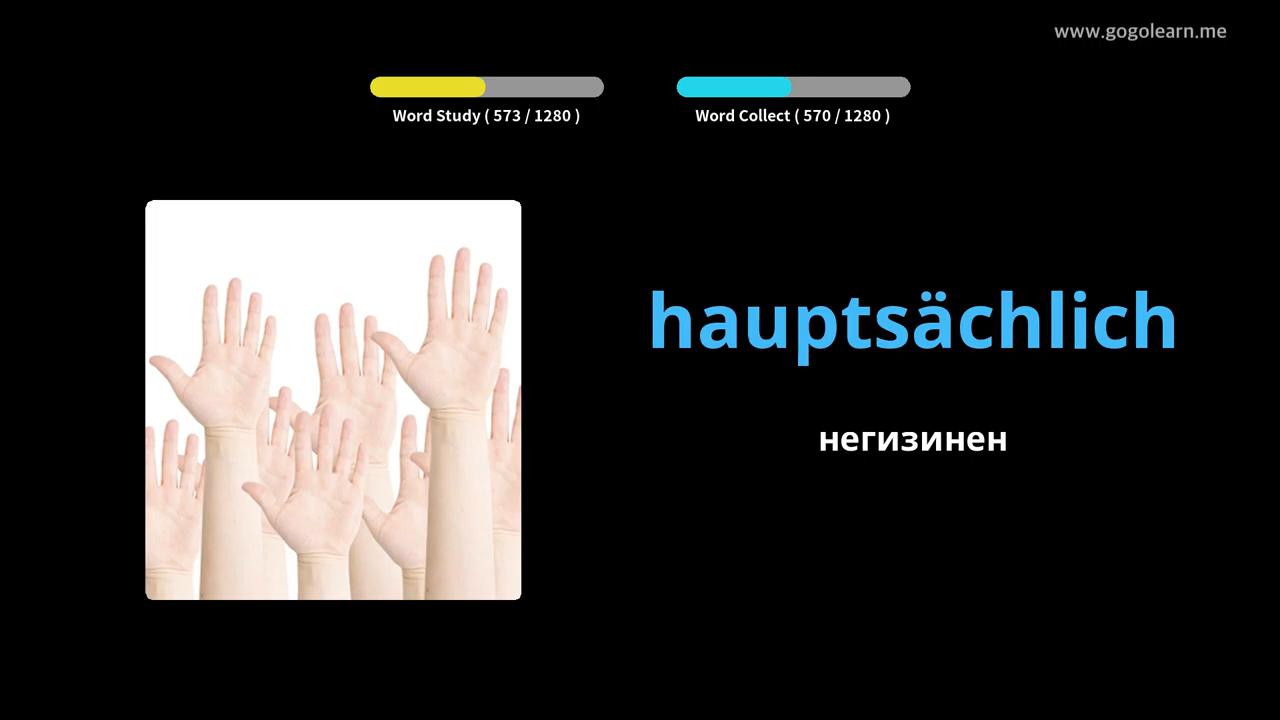 www.gogolearn.me
Word Study ( 573 / 1280 )
Word Collect ( 570 / 1280 )
hauptsächlich
негизинен